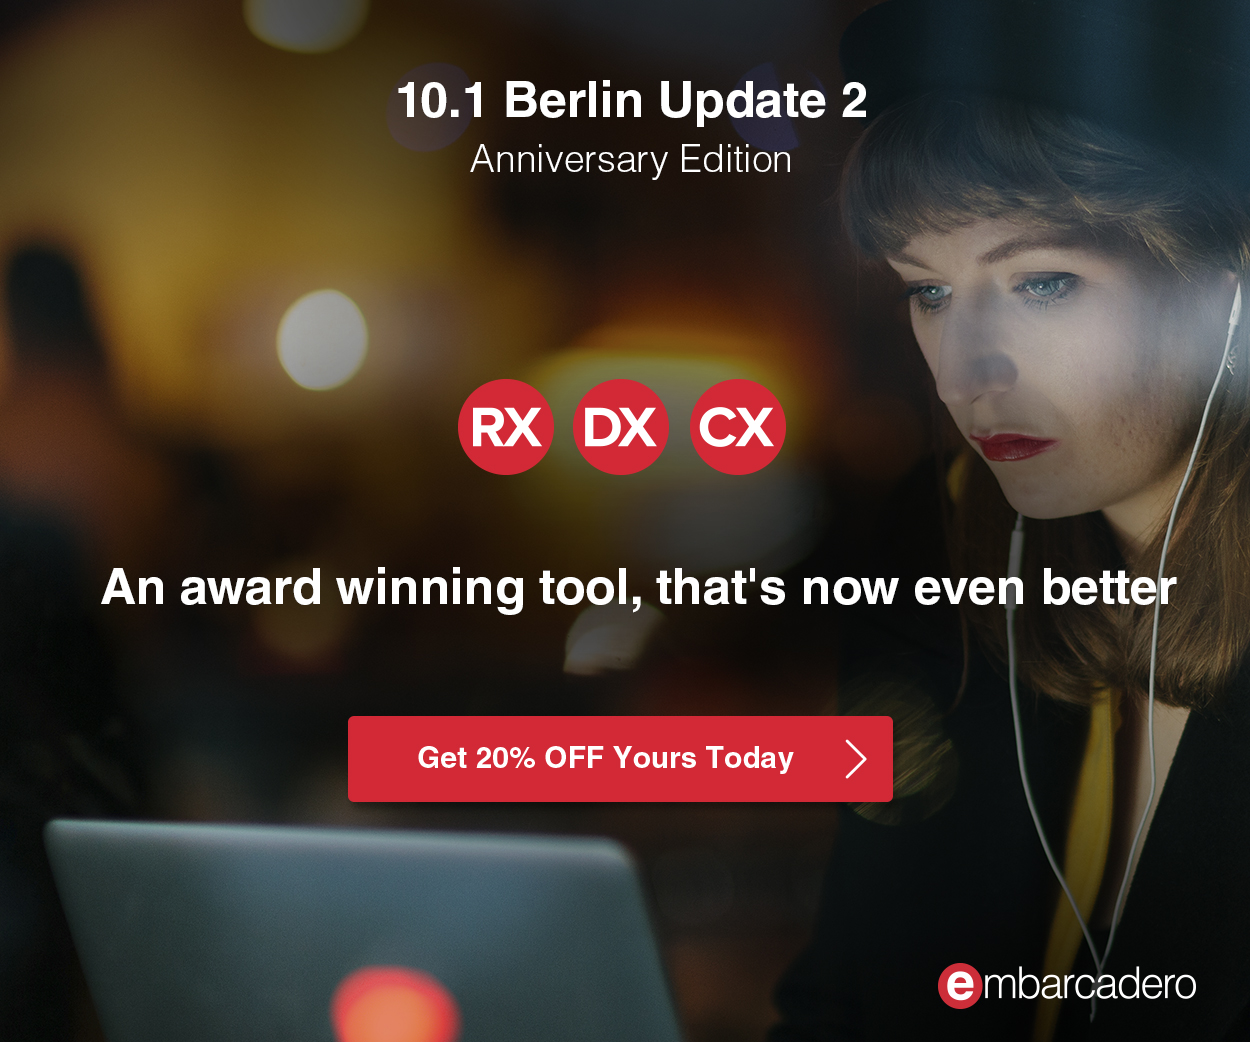 10.1 Berlin Update 2
Anniversary Edition
RX DX CX
An award winning tool, that's now even better
Get 20% OFF Yours Today
embarcadero